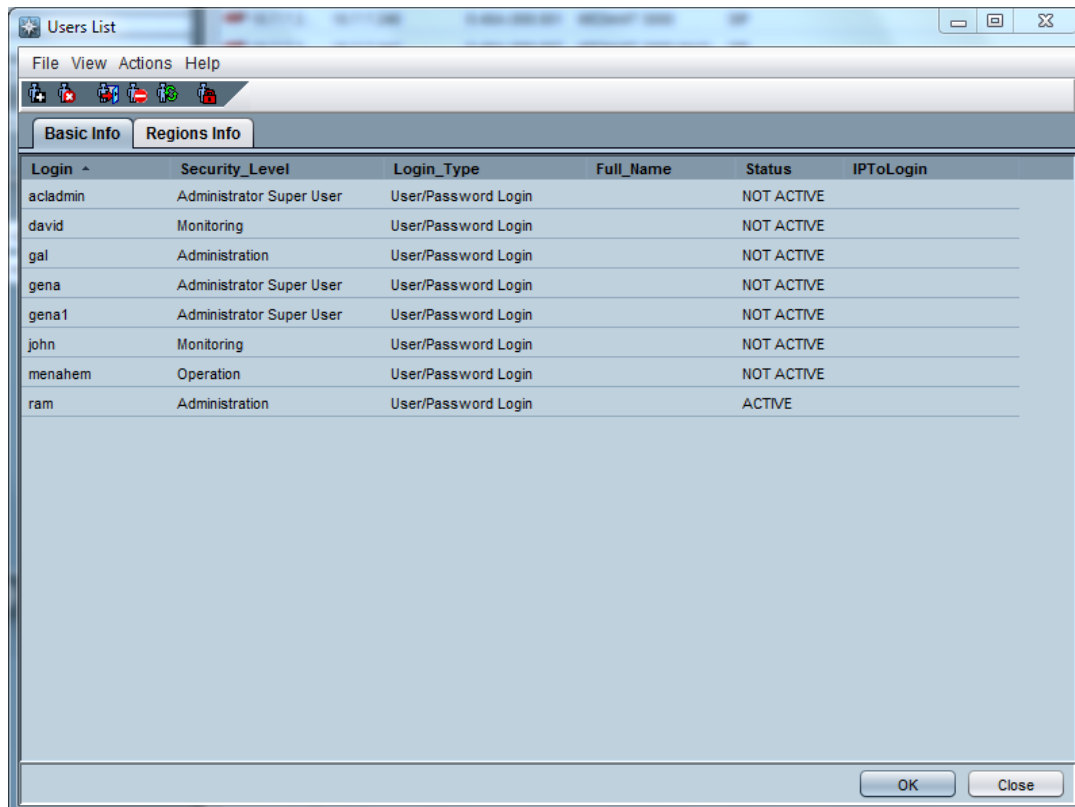 Users List
File View Actions Help
Basic Info Regions Info
Login Security_Level Login_Type Full_Name Status IPToLogin
acladmin Administrator Super User User/Password Login NOT ACTIVE
david Monitoring User/Password Login NOT ACTIVE
gal Administration User/Password Login NOT ACTIVE
gena Administrator Super User User/Password Login NOT ACTIVE
gena1 Administrator Super User User/Password Login NOT ACTIVE
john Monitoring User/Password Login NOT ACTIVE
menahem Operation User/Password Login NOT ACTIVE
ram Administration User/Password Login ACTIVE
OK Close